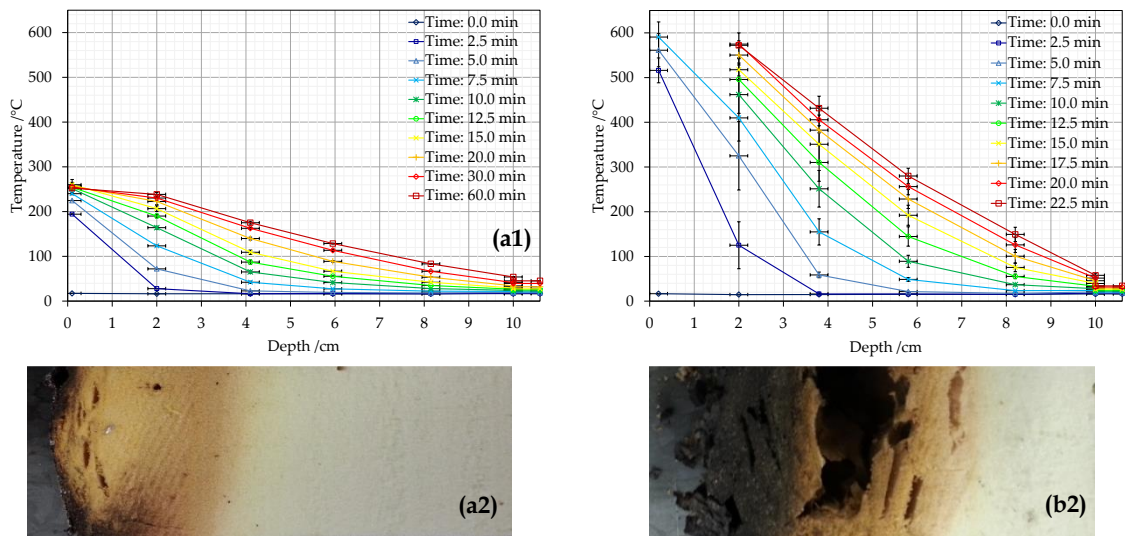 600
500
400
300
200
100
0
Temperature /°C
0 1 2 3 4 5 6 7 8 9 10
Depth /cm
Time: 0.0 min
Time: 2.5 min
Time: 5.0 min
Time: 7.5 min
Time: 10.0 min
Time: 12.5 min
Time: 15.0 min
Time: 20.0 min
Time: 30.0 min
Time: 60.0 min
(a1)
600
500
400
300
200
100
0
Temperature /°C
0 1 2 3 4 5 6 7 8 9 10
Depth /cm
Time: 0.0 min
Time: 2.5 min
Time: 5.0 min
Time: 7.5 min
Time: 10.0 min
Time: 12.5 min
Time: 15.0 min
Time: 17.5 min
Time: 20.0 min
Time: 22.5 min
(a2)
(b2)